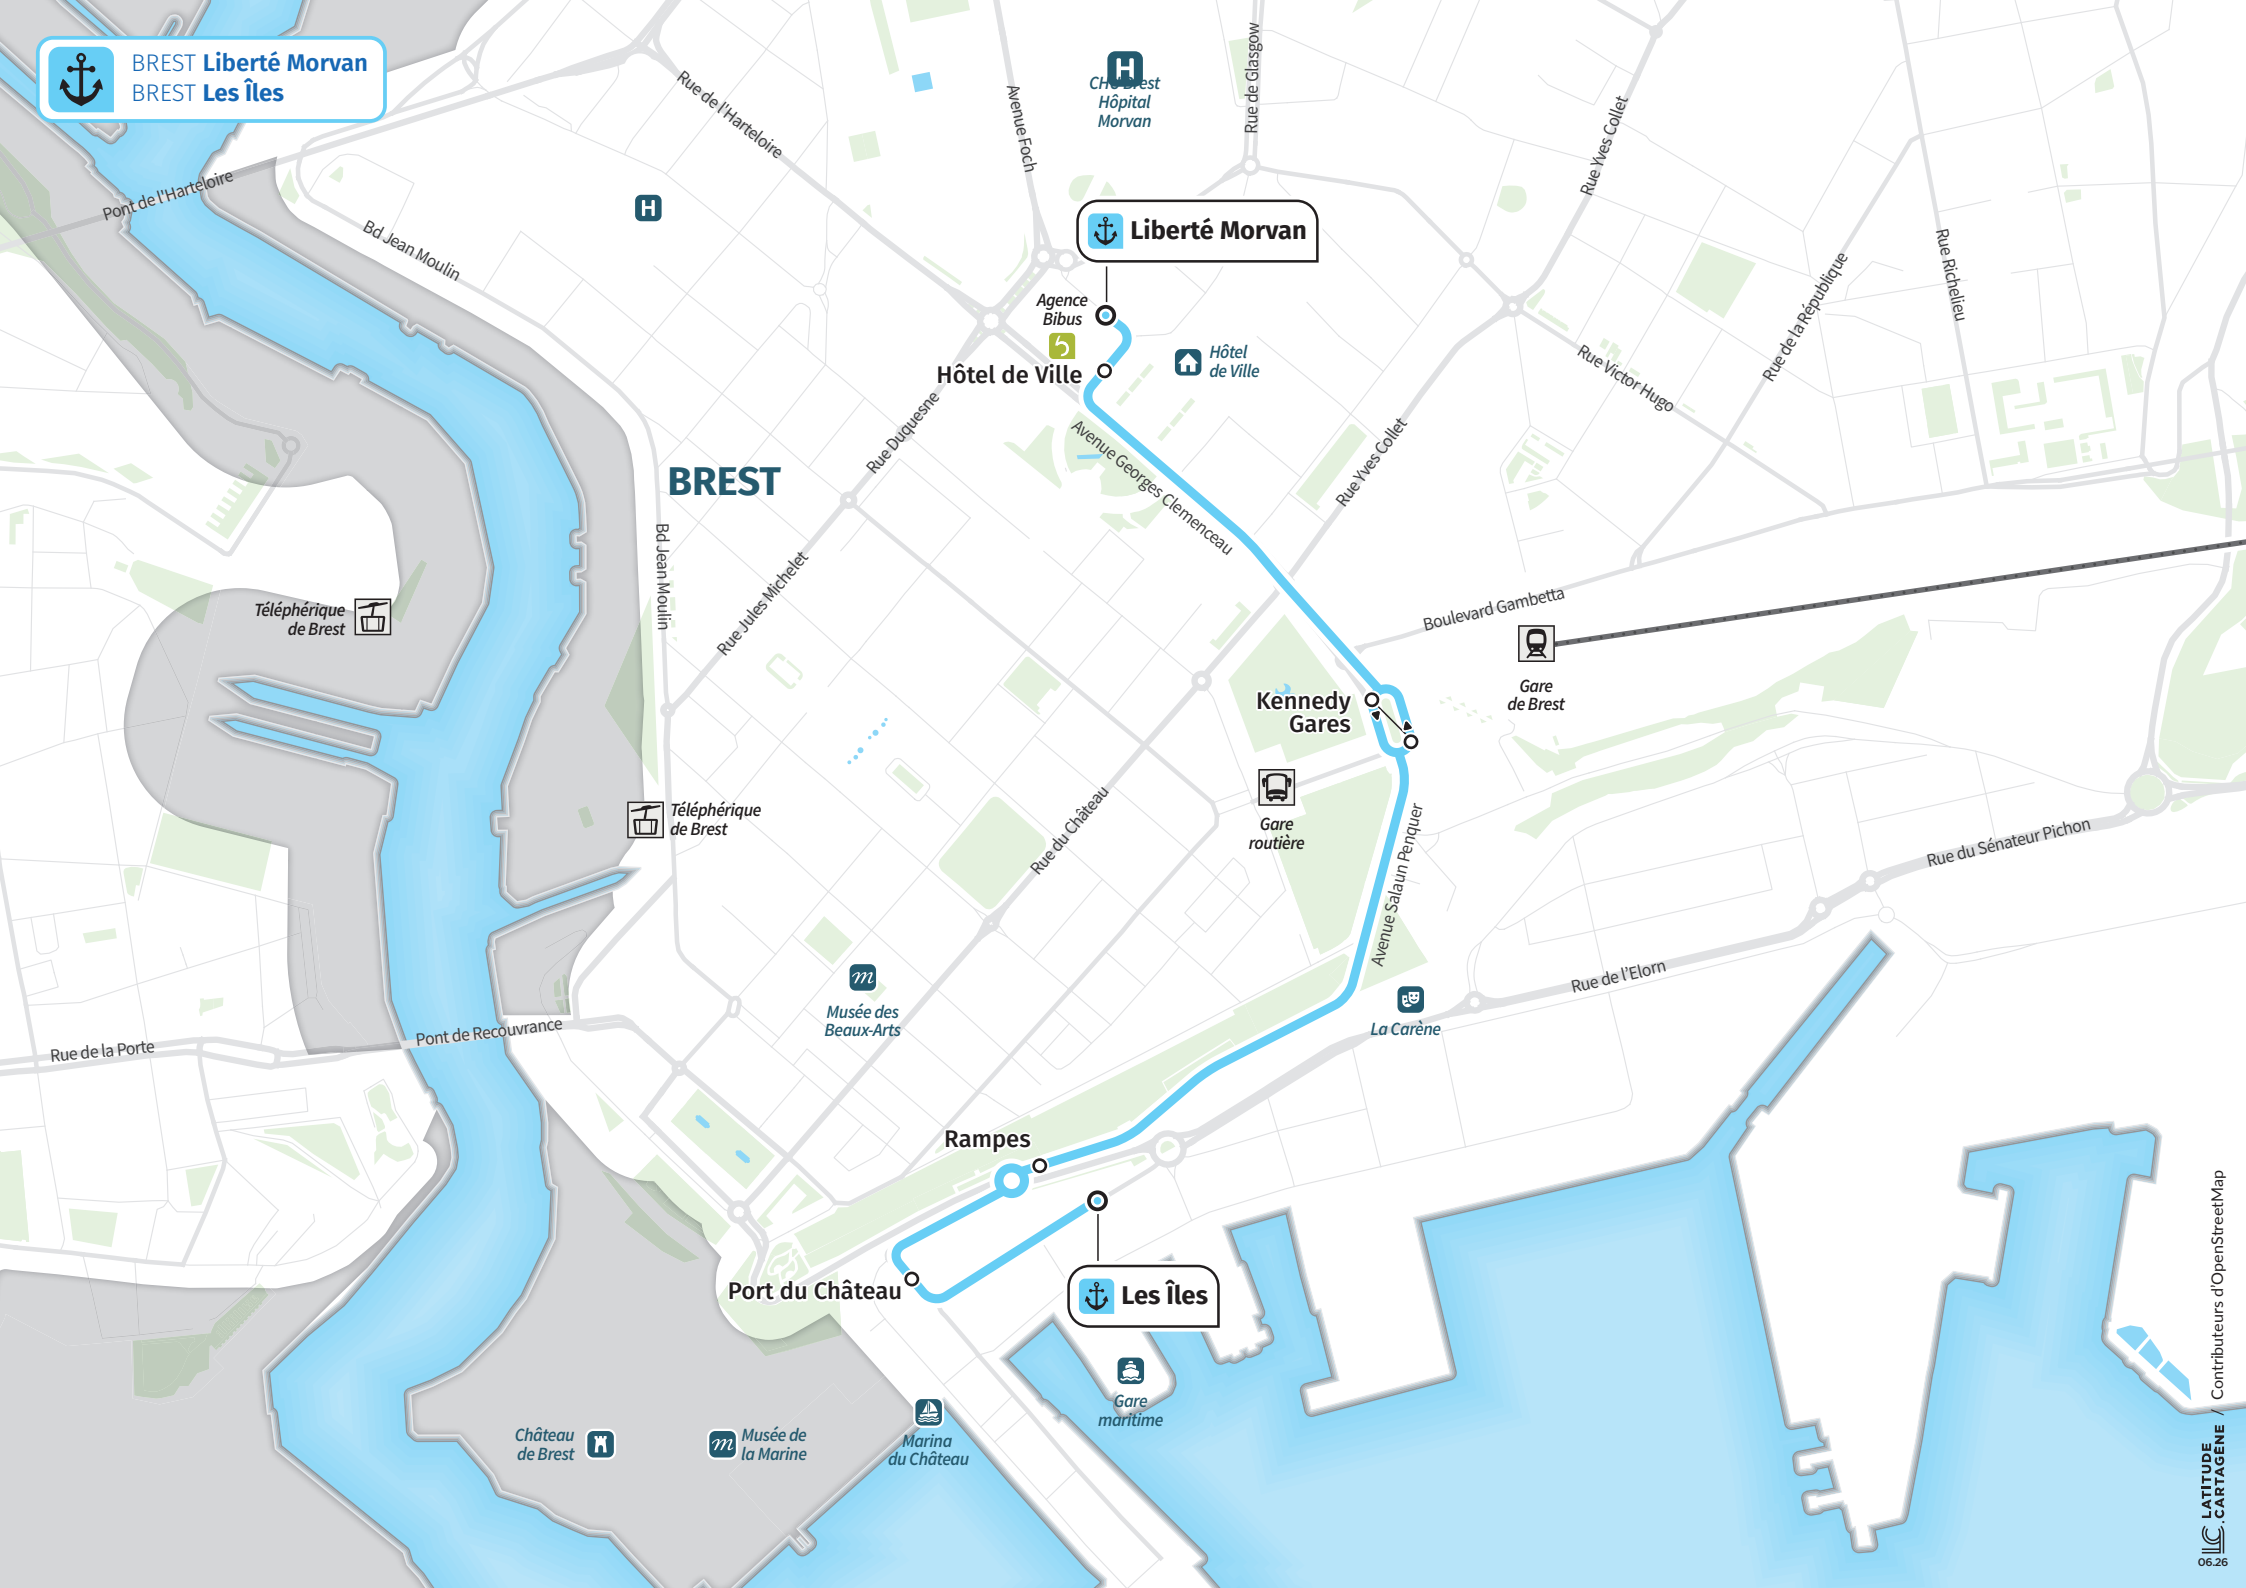 BREST Liberté Morvan
BREST Les Îles
Rue de l'Harteloire
Avenue Foch
H
CHU Brest
Hôpital
Morvan
Rue de Glasgow
Rue Yves Collet
Pont de l'Harteloire
Bd Jean Moulin
H
Liberté Morvan
Rue de la République
Rue Richelieu
Agence
Bibus
Hôtel de Ville
Hôtel
de Ville
Rue Victor Hugo
Rue Duquesne
Avenue Georges Clemenceau
Rue Yves Collet
BREST
Bd Jean Moulin
Rue Jules Michelet
Téléphérique
de Brest
Boulevard Gambetta
Gare
de Brest
Kennedy
Gares
Téléphérique
de Brest
Rue du Château
Gare
routière
Avenue Salaun Penquer
Rue du Sénateur Pichon
m
Musée des
Beaux-Arts
La Carène
Rue de l'Elorn
Pont de Recouvrance
Rue de la Porte
Rampes
Port du Château
Les Îles
Gare
maritime
Château
de Brest
m
Musée de
la Marine
Marina
du Château
LATITUDE
.CARTAGÈNE / Contributeurs d'OpenStreetMap
LC
06.26